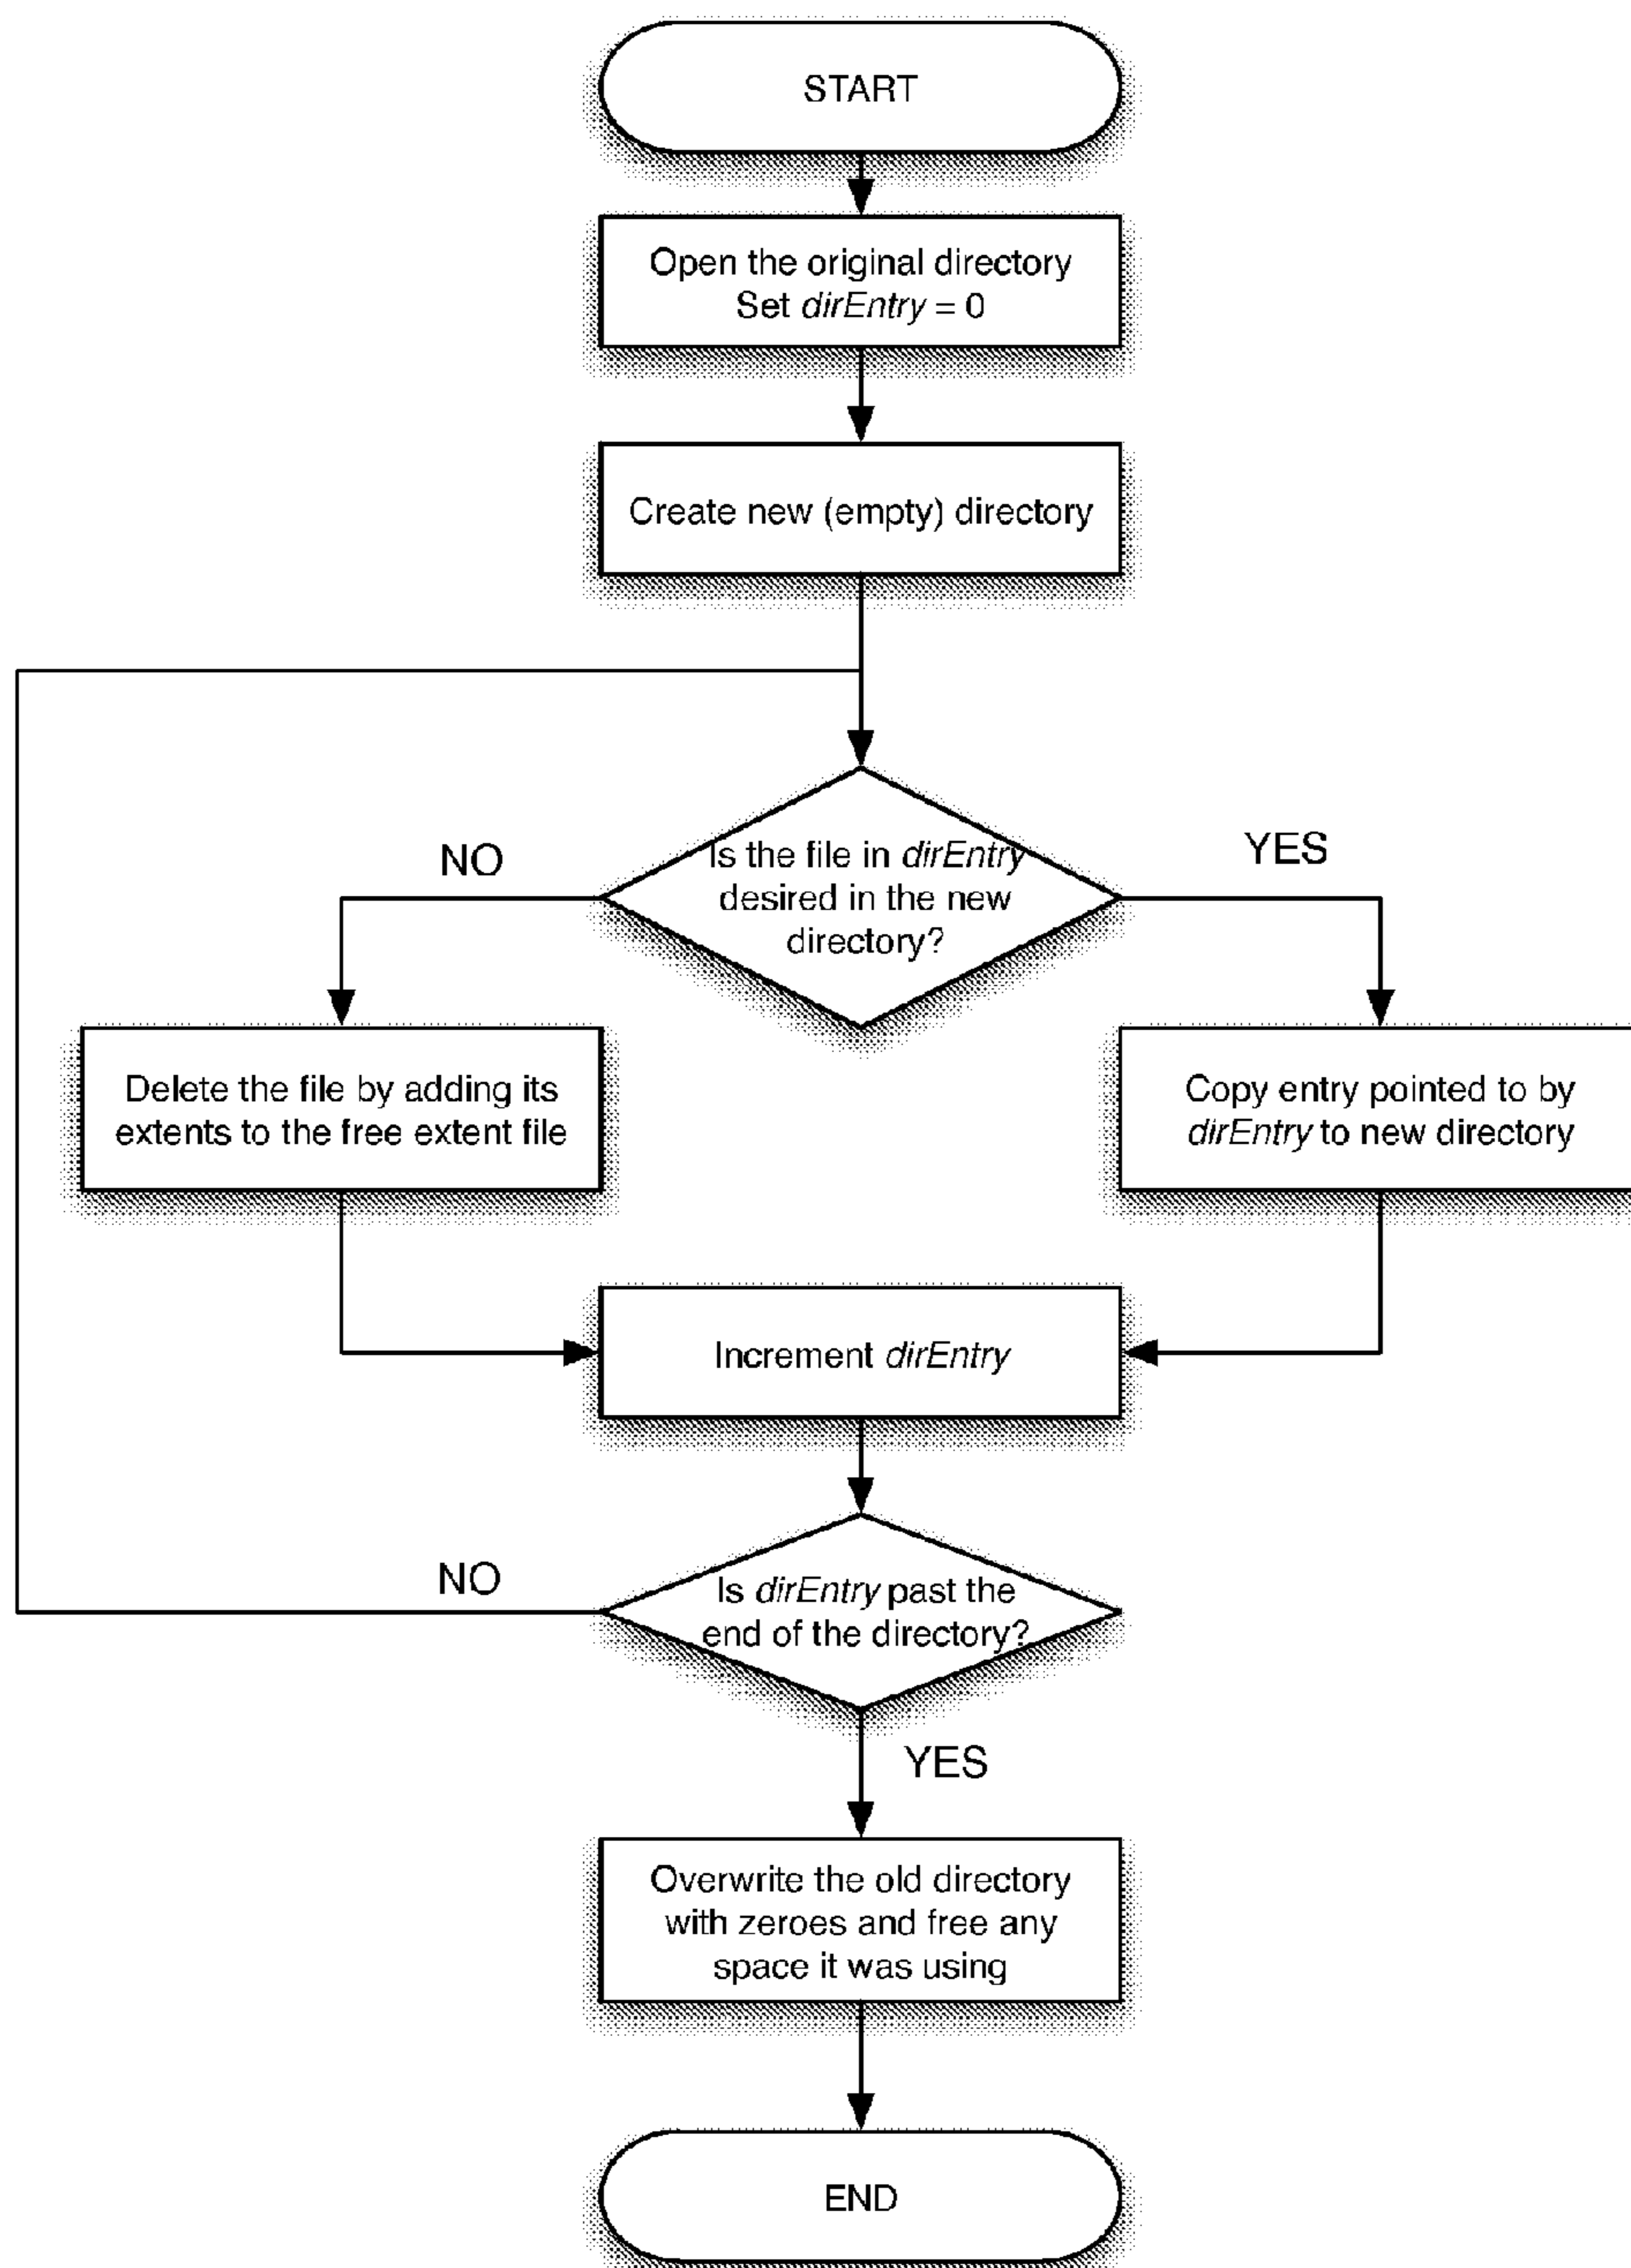 START
Open the original directory
Set dirEntry = 0
Create new (empty) directory
Is the file in dirEntry
desired in the new
directory?
NO
YES
Delete the file by adding its
extents to the free extent file
Copy entry pointed to by
dirEntry to new directory
Increment dirEntry
Is dirEntry past the
end of the directory?
NO
YES
Overwrite the old directory
with zeroes and free any
space it was using
END